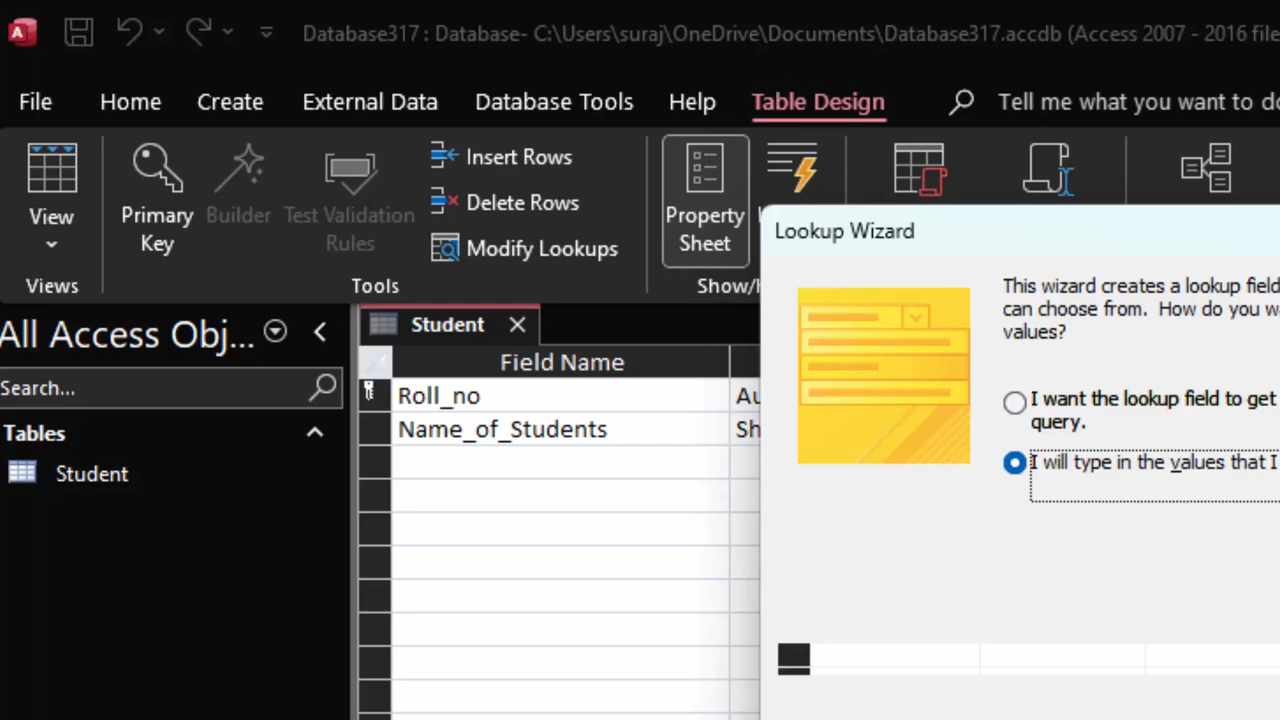 Database317 : Database- C:\Users\suraj\OneDrive\Documents\Database317.accdb (Access 2007 - 2016 file
File Home Create External Data Database Tools Help Table Design Tell me what you want to do
View
Primary
Key
Builder
Test Validation
Rules
Insert Rows
Delete Rows
Modify Lookups
Property
Sheet
Views
Tools
Show/H
Lookup Wizard
This wizard creates a lookup field
can choose from. How do you wa
values?
I want the lookup field to get
query.
I will type in the values that I
All Access Obj...
Search...
Tables
Student
Student
Field Name
Roll_no Au
Name_of_Students Sh